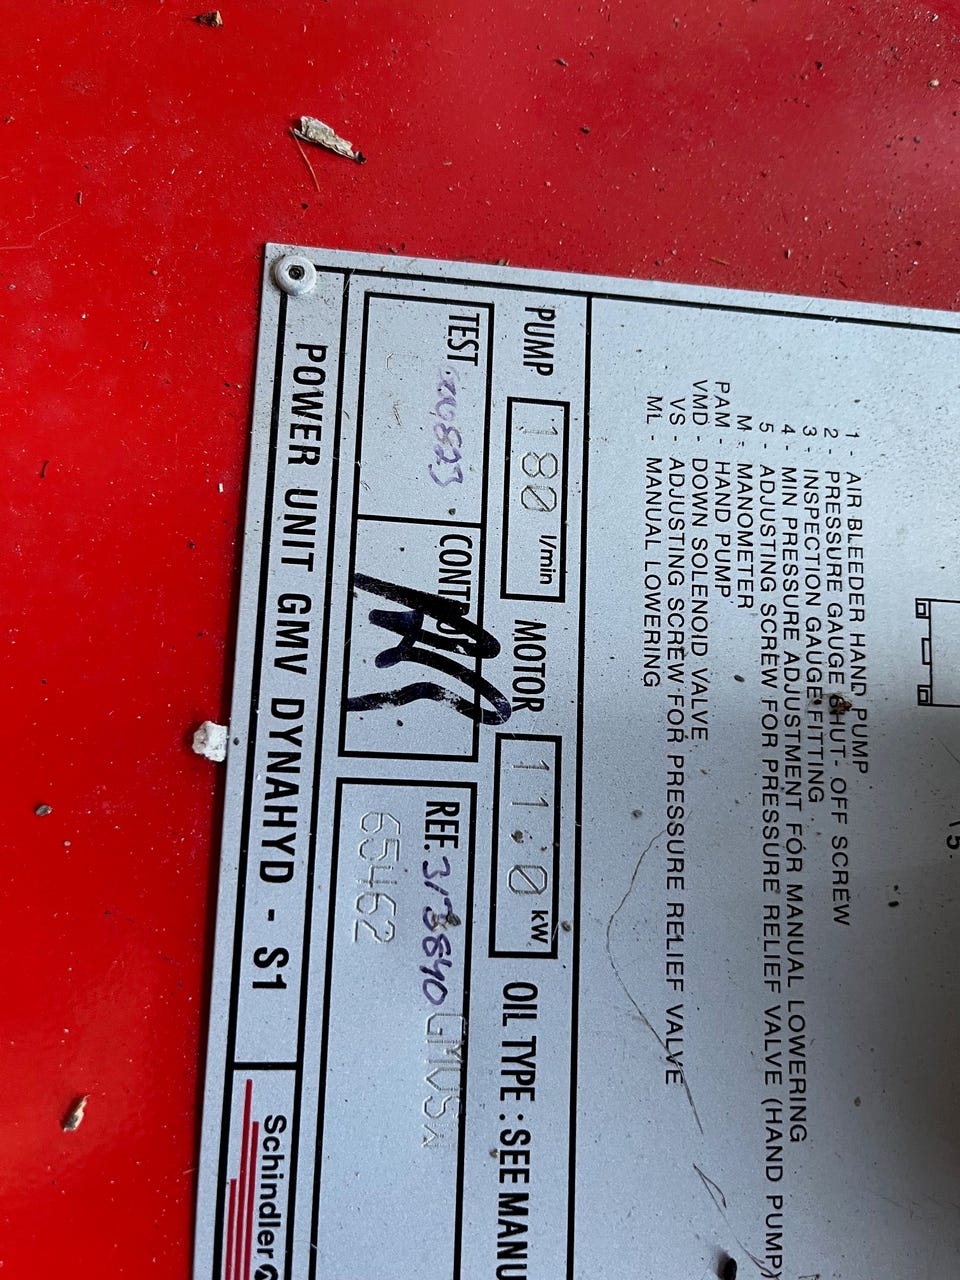 1 - AIR BLEEDER HAND PUMP
2 - PRESSURE GAUGE SHUT- OFF SCREW
3 - INSPECTION GAUGE FITTING
4 - MIN PRESSURE ADJUSTMENT FOR MANUAL LOWERING
5 - ADJUSTING SCREW FOR PRESSURE RELIEF VALVE (HAND PUMP)
M - MANOMETER
PAM - HAND PUMP
VMD - DOWN SOLENOID VALVE
VS - ADJUSTING SCREW FOR PRESSURE RELIEF VALVE
ML - MANUAL LOWERING
PUMP 180 l/min MOTOR 11.0 kW OIL TYPE : SEE MANU
TEST CONTROL REF. 313840 GMVSW
65462
POWER UNIT GMV DYNAHYD - S1 Schindler